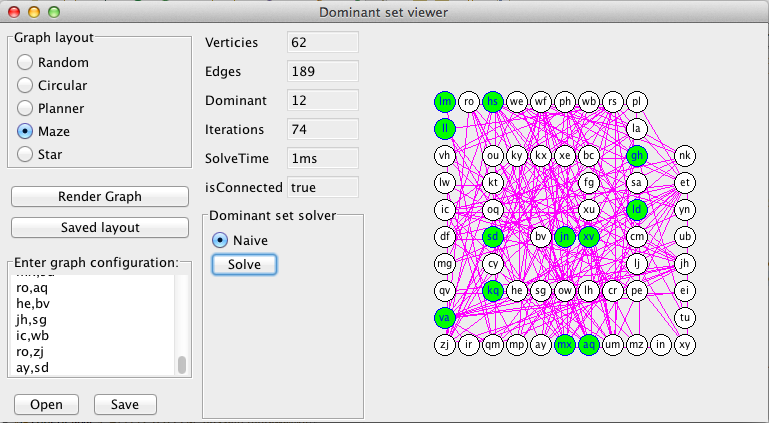 Dominant set viewer
Graph layout
Random
Circular
Planner
Maze
Star
Render Graph
Saved layout
Enter graph configuration:
ro,aq
he,bv
jh,sg
ic,wb
ro,zj
ay,sd
Open
Save
Verticies 62
Edges 189
Dominant 12
Iterations 74
SolveTime 1ms
isConnected true
Dominant set solver
Naive
Solve
lm ro hs we wf ph wb rs pl
ll la
vh ou ky kx xe bc gh nk
lw kt fg sa et
ic oq xu ld yn
df sd bv jn xv cm ub
mg cv lj jh
qv kq he sg ow lh cr pe ei
va tu
zj ir qm mp ay mx aq um mz in xy